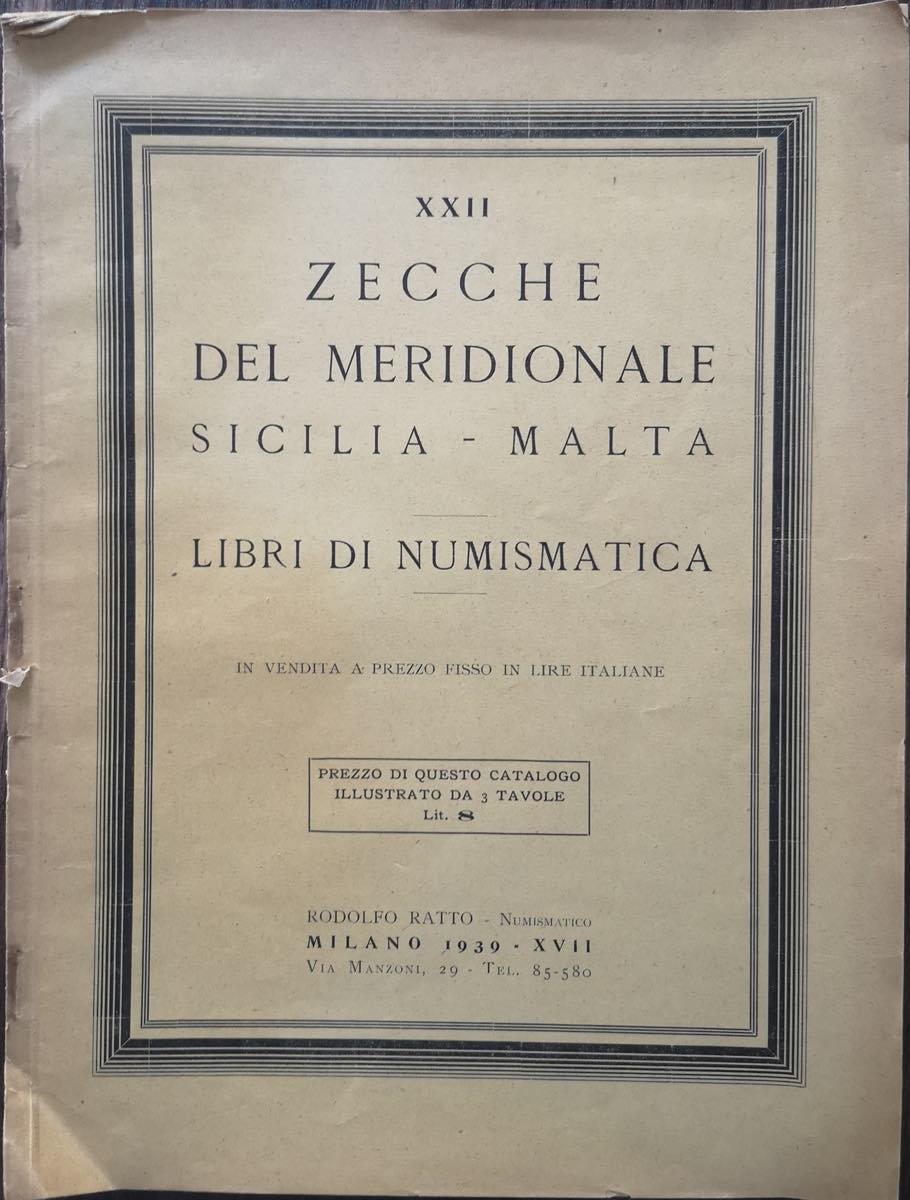 XXII
ZECCHE
DEL MERIDIONALE
SICILIA - MALTA
LIBRI DI NUMISMATICA
IN VENDITA A PREZZO FISSO IN LIRE ITALIANE
PREZZO DI QUESTO CATALOGO
ILLUSTRATO DA 3 TAVOLE
Lit. 8
RODOLFO RATTO - NUMISMATICO
MILANO 1939 - XVII
VIA MANZONI, 29 - TEL. 85-580